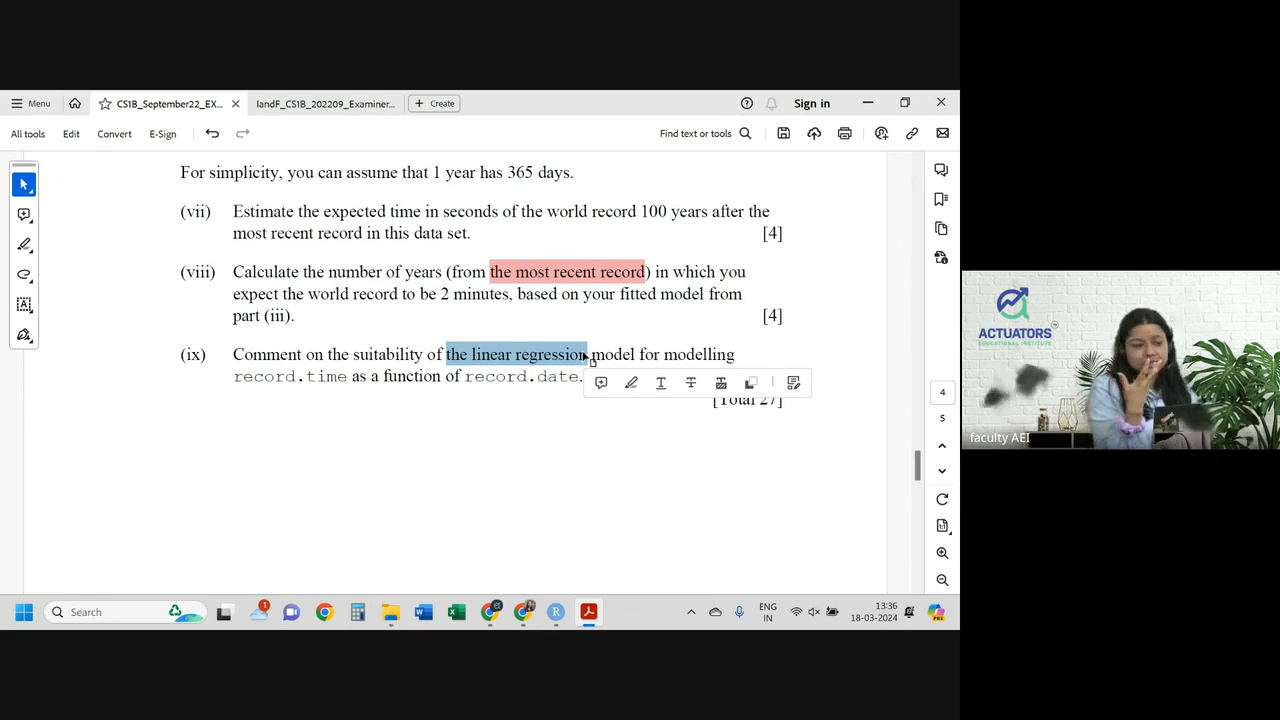 Menu
CS1B_September22_EX...
IandF_CS1B_202209_Examiner...
Create
Sign in
All tools
Edit
Convert
E-Sign
Find text or tools
For simplicity, you can assume that 1 year has 365 days.
(vii) Estimate the expected time in seconds of the world record 100 years after the
most recent record in this data set. [4]
(viii) Calculate the number of years (from the most recent record) in which you
expect the world record to be 2 minutes, based on your fitted model from
part (iii). [4]
(ix) Comment on the suitability of the linear regression model for modelling
record.time as a function of record.date.
[Total 27]
4
5
ACTUATORS
EDUCATIONAL INSTITUTE
faculty AEI
Search
1
ENG
IN
13:36
18-03-2024